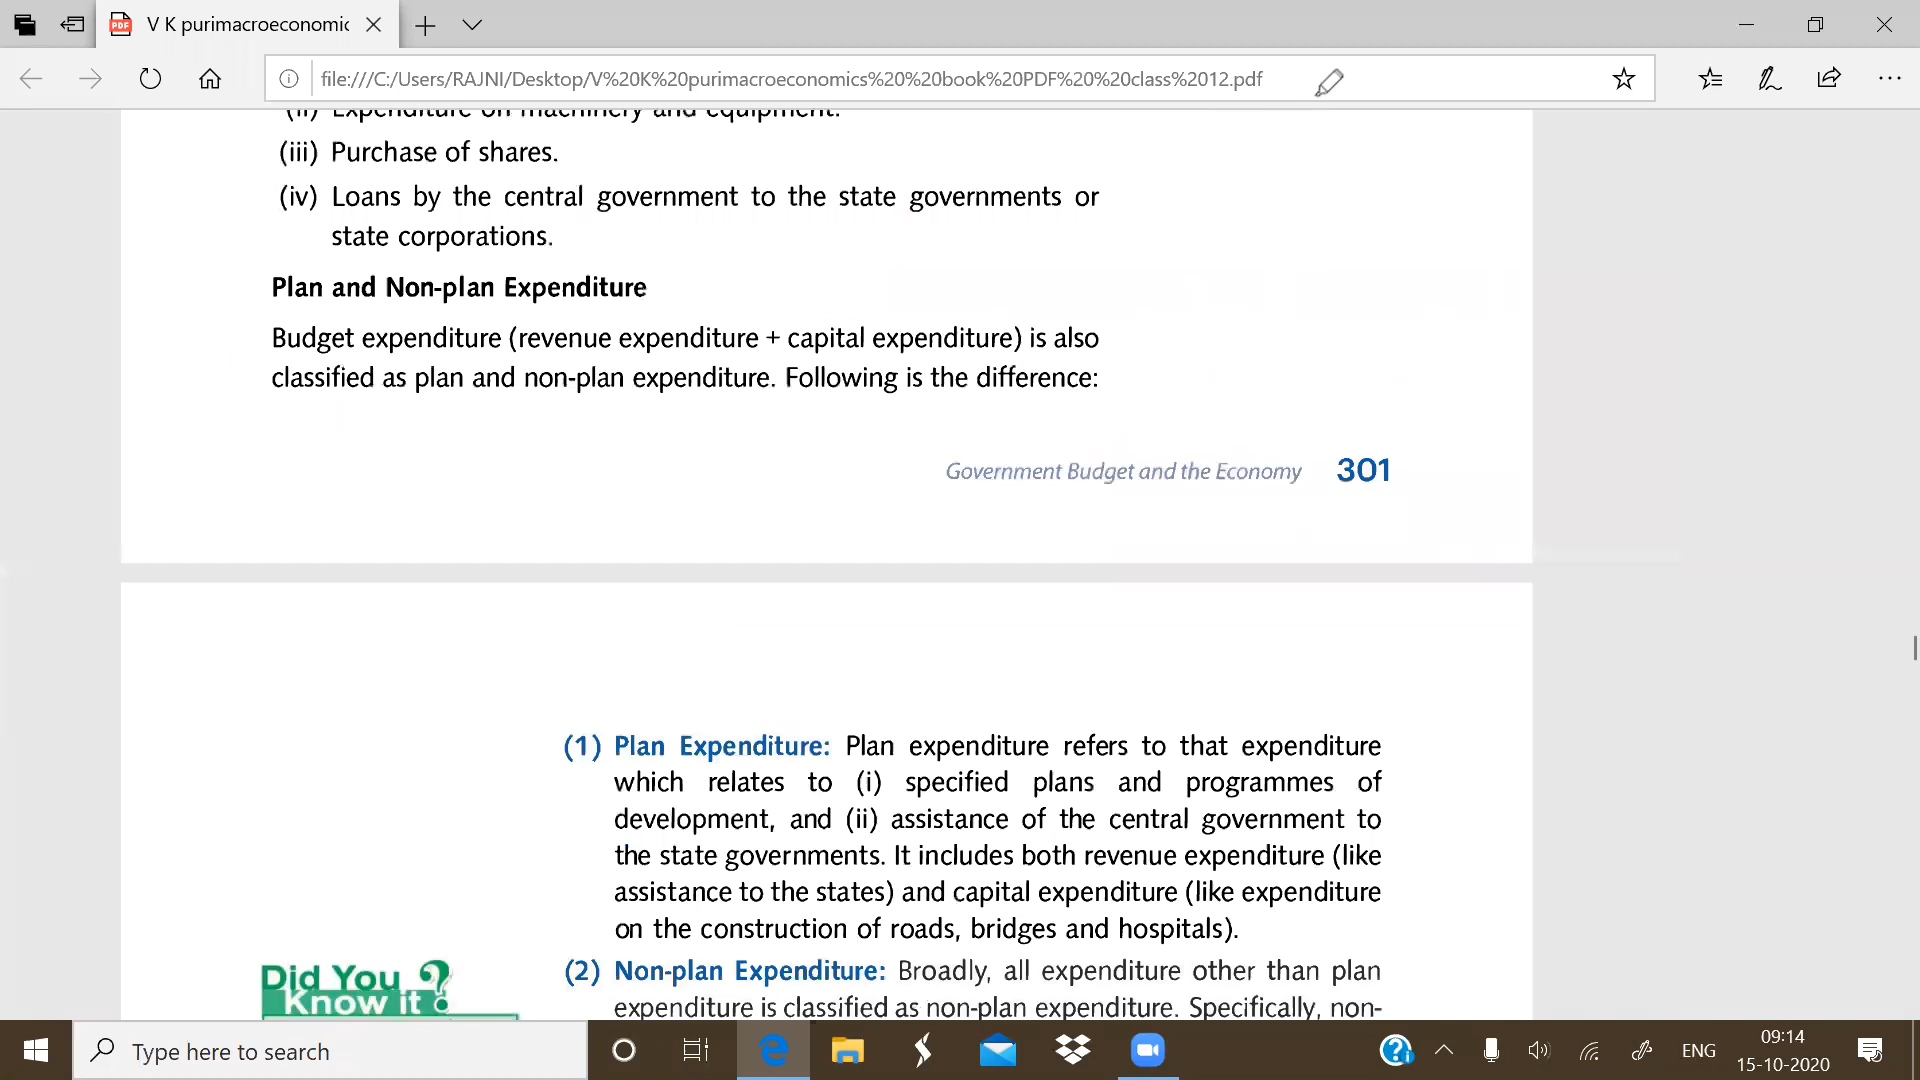 V K purimacroeconomic
file:///C:/Users/RAJNI/Desktop/V%20K%20purimacroeconomics%20%20book%20PDF%20%20class%2012.pdf
(ii) Expenditure on machinery and equipment.
(iii) Purchase of shares.
(iv) Loans by the central government to the state governments or
state corporations.
Plan and Non-plan Expenditure
Budget expenditure (revenue expenditure + capital expenditure) is also
classified as plan and non-plan expenditure. Following is the difference:
Government Budget and the Economy 301
(1) Plan Expenditure: Plan expenditure refers to that expenditure
which relates to (i) specified plans and programmes of
development, and (ii) assistance of the central government to
the state governments. It includes both revenue expenditure (like
assistance to the states) and capital expenditure (like expenditure
on the construction of roads, bridges and hospitals).
Did You
Know it ?
(2) Non-plan Expenditure: Broadly, all expenditure other than plan
expenditure is classified as non-plan expenditure. Specifically, non-
Type here to search
ENG
09:14
15-10-2020